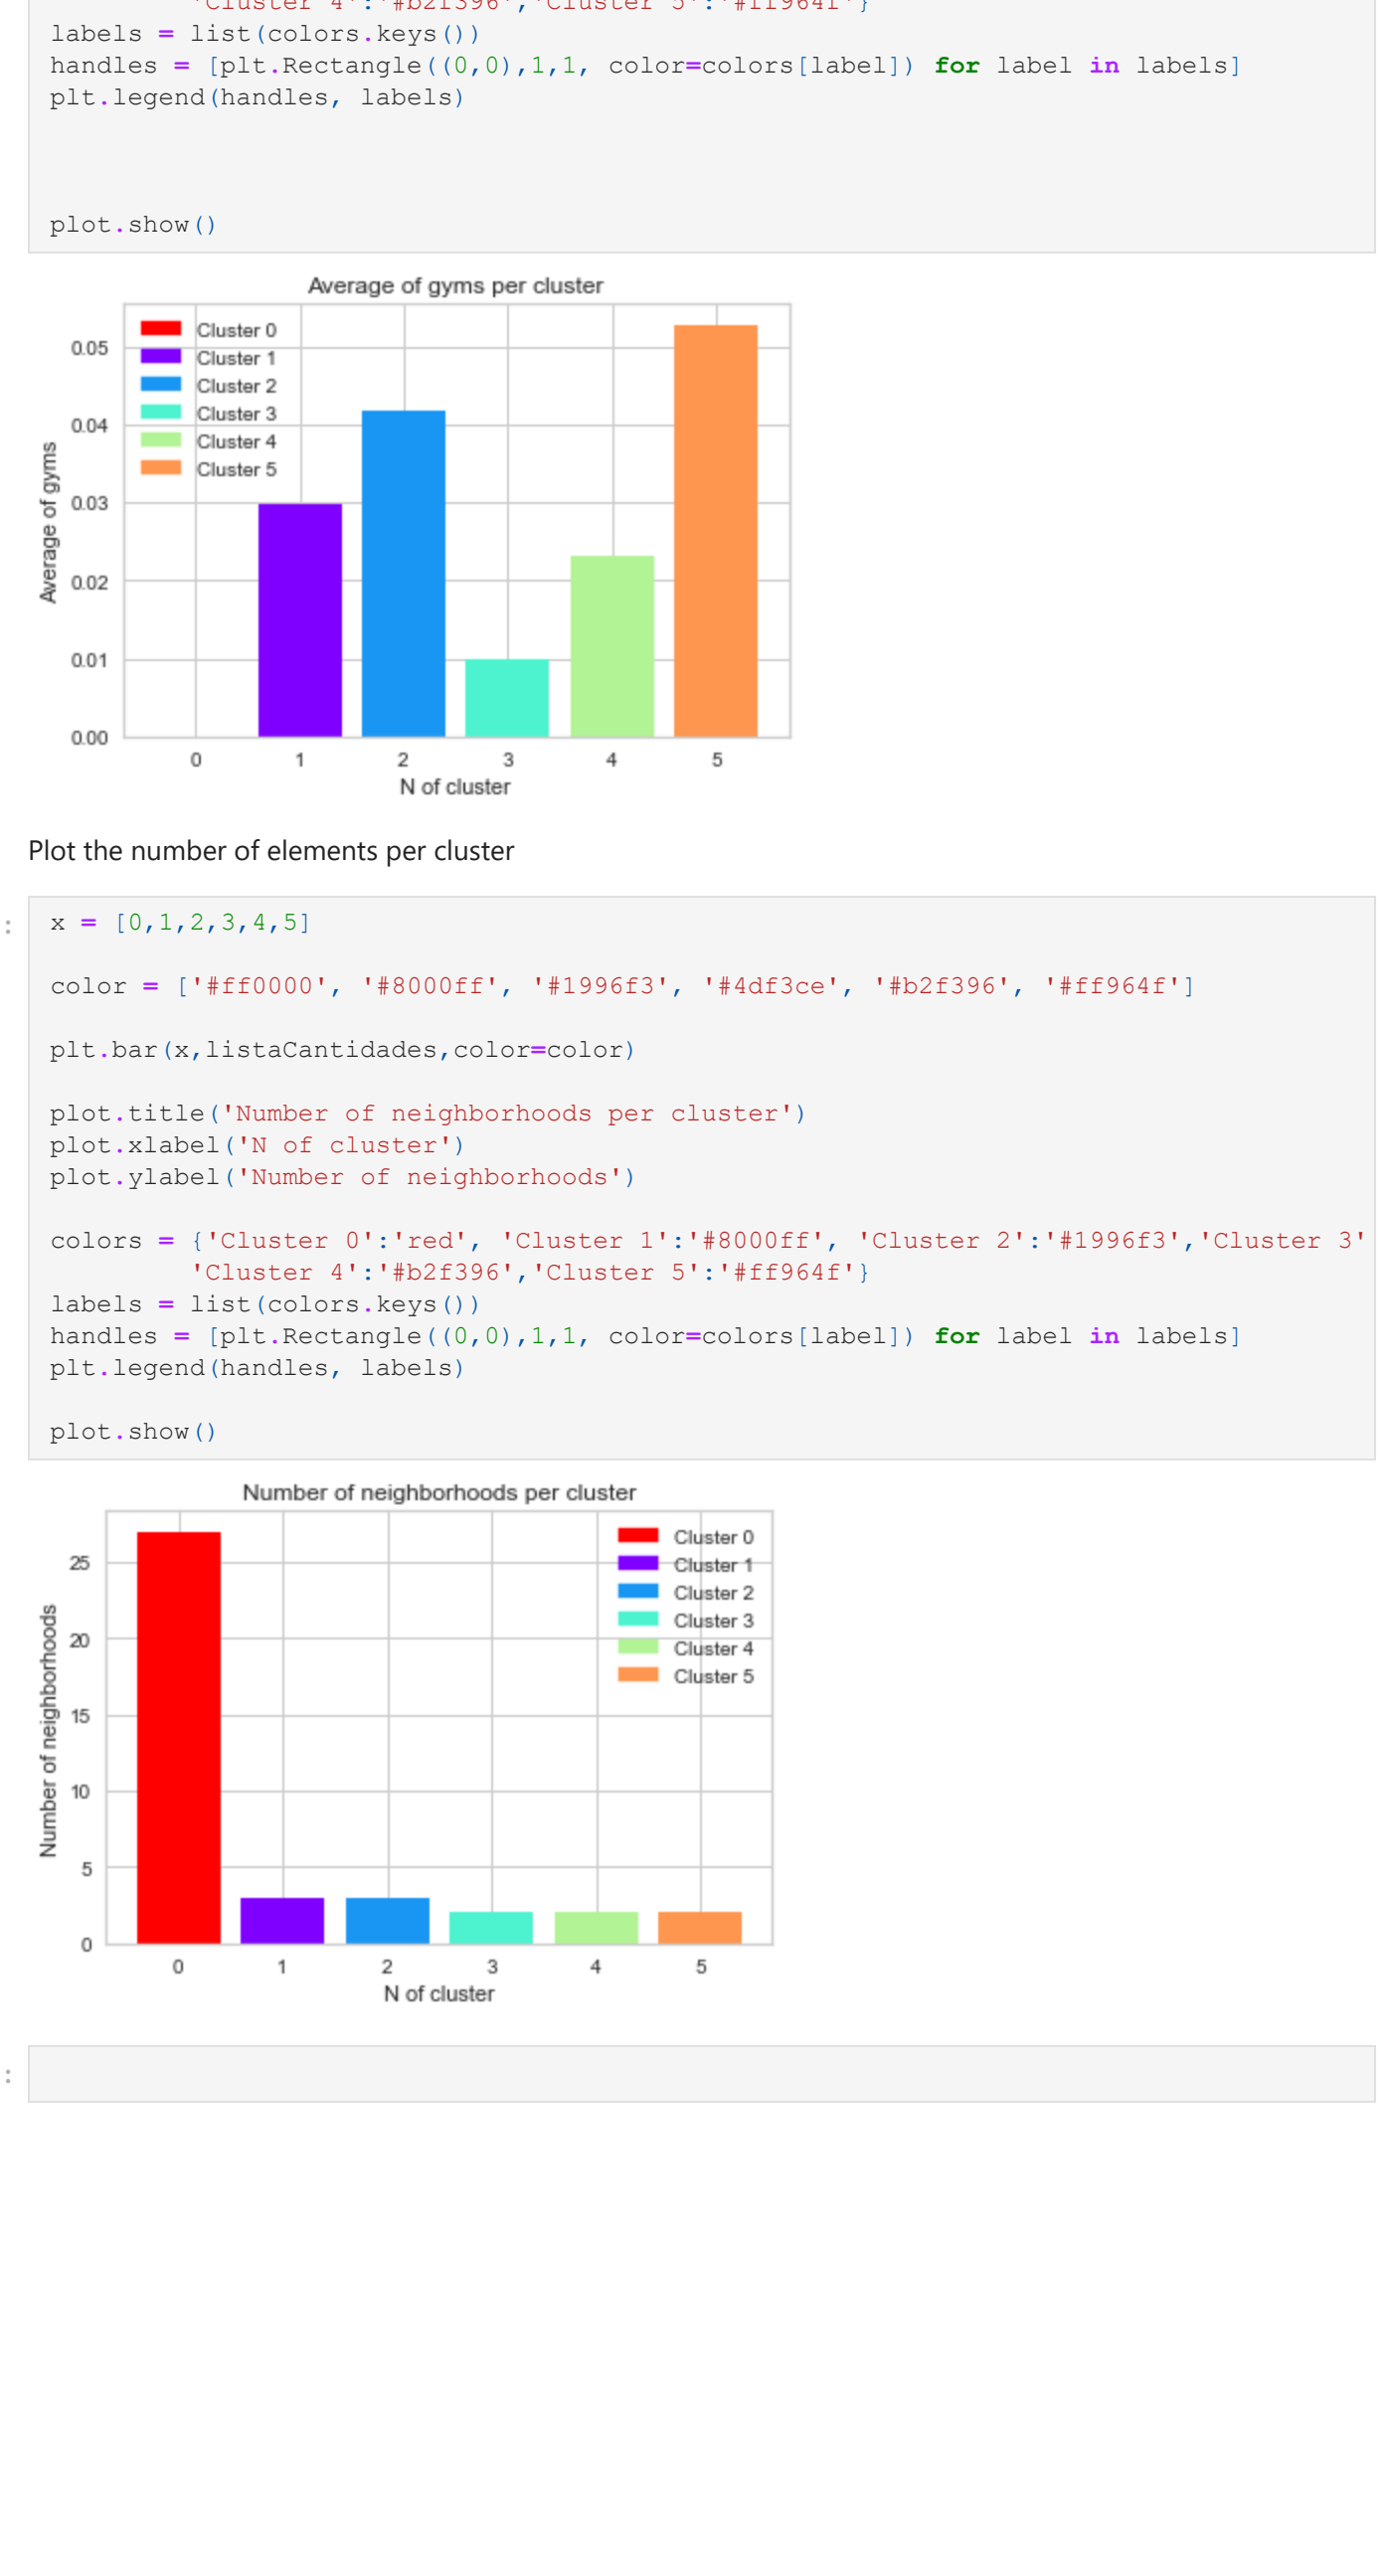 'Cluster 4':'#b2f396','Cluster 5':'#ff964f'}
labels = list(colors.keys())
handles = [plt.Rectangle((0,0),1,1, color=colors[label]) for label in labels]
plt.legend(handles, labels)
plot.show()
Average of gyms per cluster
Cluster 0
Cluster 1
Cluster 2
Cluster 3
Cluster 4
Cluster 5
Average of gyms
0.05
0.04
0.03
0.02
0.01
0.00
0 1 2 3 4 5
N of cluster
Plot the number of elements per cluster
:
x = [0,1,2,3,4,5]
color = ['#ff0000', '#8000ff', '#1996f3', '#4df3ce', '#b2f396', '#ff964f']
plt.bar(x,listaCantidades,color=color)
plot.title('Number of neighborhoods per cluster')
plot.xlabel('N of cluster')
plot.ylabel('Number of neighborhoods')
colors = {'Cluster 0':'red', 'Cluster 1':'#8000ff', 'Cluster 2':'#1996f3','Cluster 3'
'Cluster 4':'#b2f396','Cluster 5':'#ff964f'}
labels = list(colors.keys())
handles = [plt.Rectangle((0,0),1,1, color=colors[label]) for label in labels]
plt.legend(handles, labels)
plot.show()
Number of neighborhoods per cluster
Cluster 0
Cluster 1
Cluster 2
Cluster 3
Cluster 4
Cluster 5
Number of neighborhoods
25
20
15
10
5
0
0 1 2 3 4 5
N of cluster
: